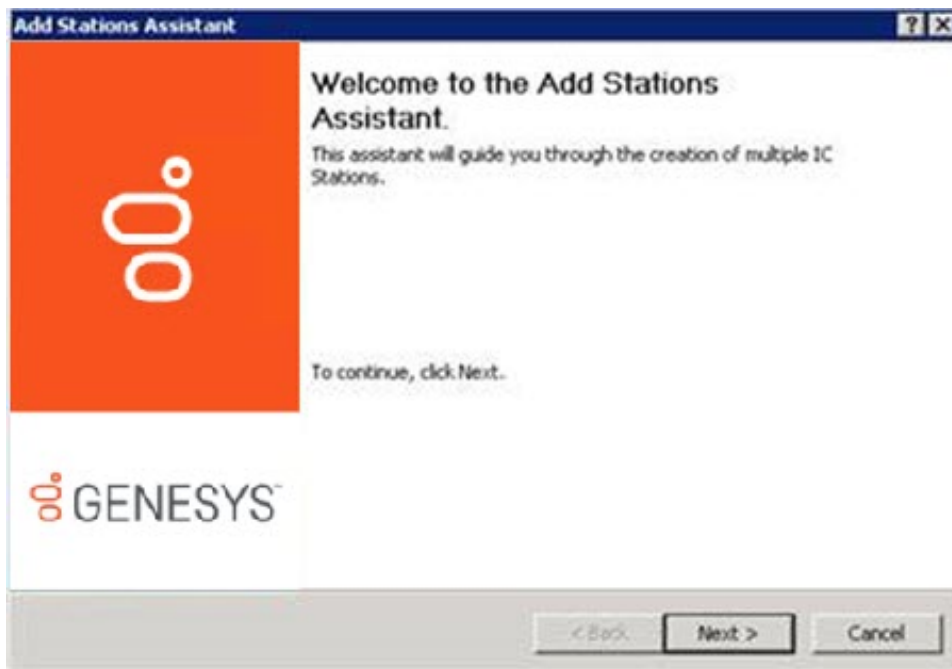 Add Stations Assistant
Welcome to the Add Stations
Assistant.
This assistant will guide you through the creation of multiple IC
Stations.
To continue, click Next.
GENESYS™
< Back
Next >
Cancel